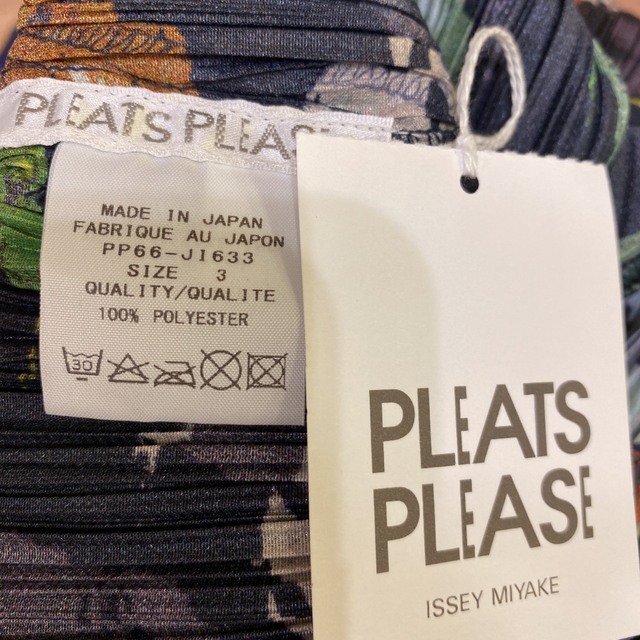 PLEATS PLEASE
MADE IN JAPAN
FABRIQUE AU JAPON
PP66-JI633
SIZE 3
QUALITY/QUALITE
100% POLYESTER
30
PLEATS
PLEASE
ISSEY MIYAKE